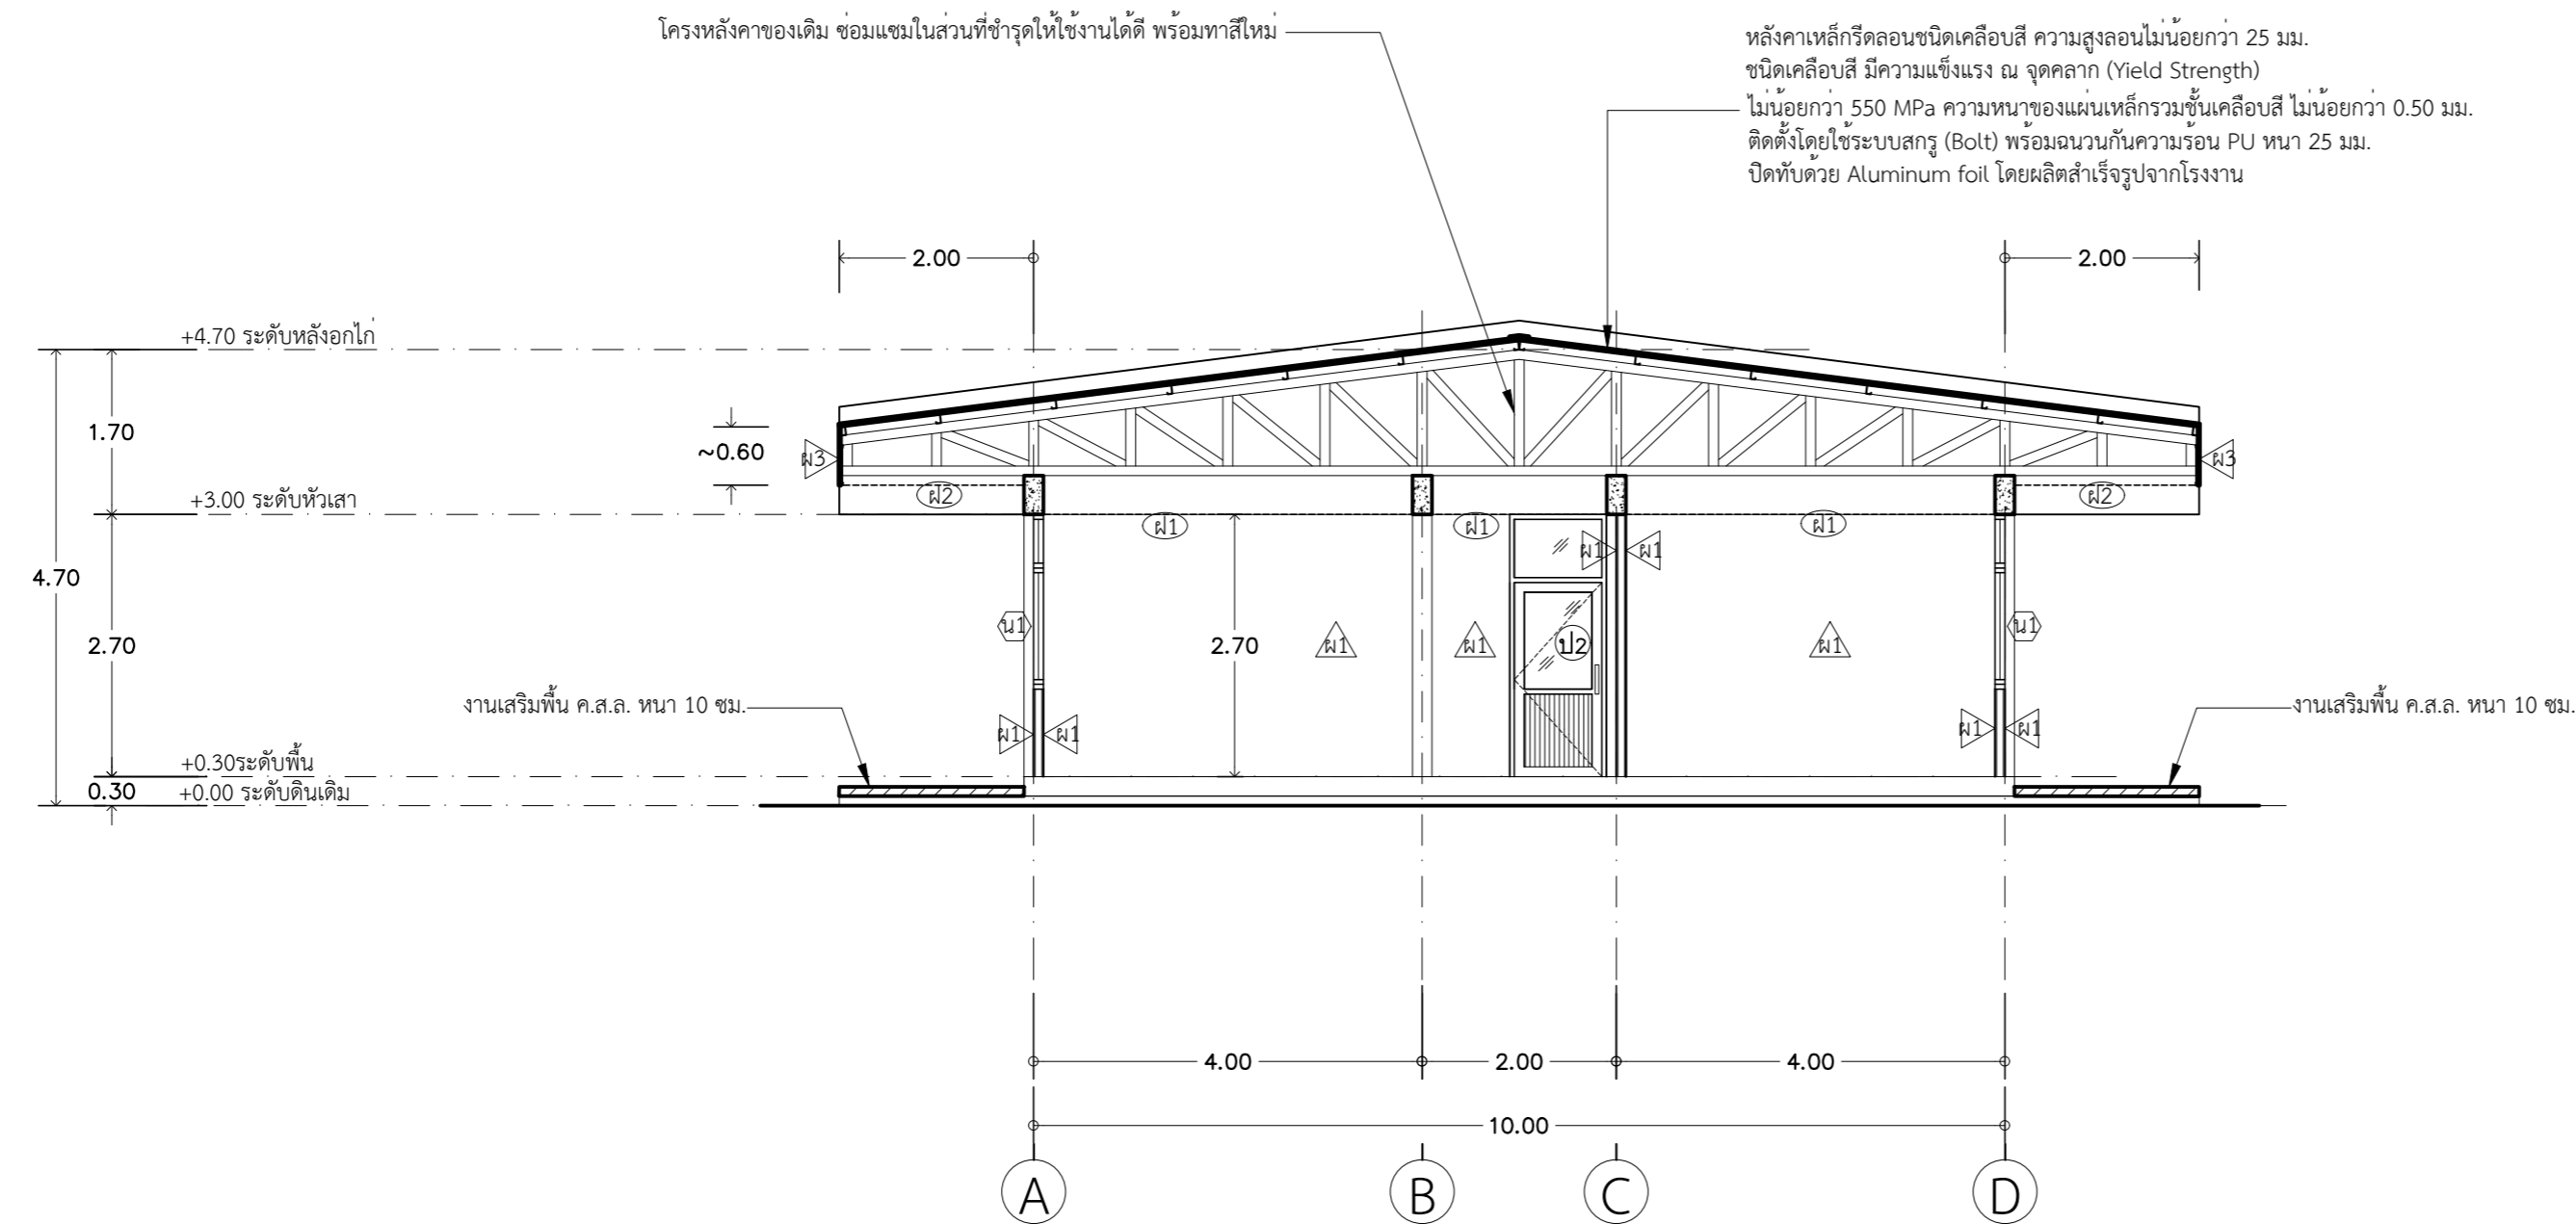 โครงหลังคาของเดิม ซ่อมแซมในส่วนที่ชำรุดให้ใช้งานได้ดี พร้อมทาสีใหม่
หลังคาเหล็กรีดลอนชนิดเคลือบสี ความสูงลอนไม่น้อยกว่า 25 มม.
ชนิดเคลือบสี มีความแข็งแรง ณ จุดคลาก (Yield Strength)
ไม่น้อยกว่า 550 MPa ความหนาของแผ่นเหล็กรวมชั้นเคลือบสี ไม่น้อยกว่า 0.50 มม.
ติดตั้งโดยใช้ระบบสกรู (Bolt) พร้อมฉนวนกันความร้อน PU หนา 25 มม.
ปิดทับด้วย Aluminum foil โดยผลิตสำเร็จรูปจากโรงงาน
2.00 2.00
+4.70 ระดับหลังอกไก่
1.70
~0.60 ผ3 ผ3
+3.00 ระดับหัวเสา
ฝ2 ฝ2
ฝ1 ฝ1 ฝ1
ผ1 ผ1
4.70
น1 น1
2.70 2.70 ผ1 ผ1 ป2 ผ1
งานเสริมพื้น ค.ส.ล. หนา 10 ซม. งานเสริมพื้น ค.ส.ล. หนา 10 ซม.
ผ1 ผ1 ผ1 ผ1
+0.30ระดับพื้น
0.30 +0.00 ระดับดินเดิม
4.00 2.00 4.00
10.00
A B C D